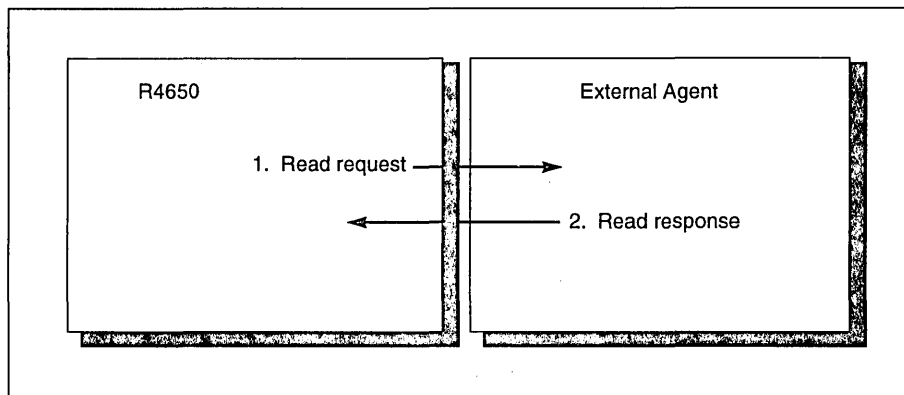 R4650
External Agent
1. Read request
2. Read response